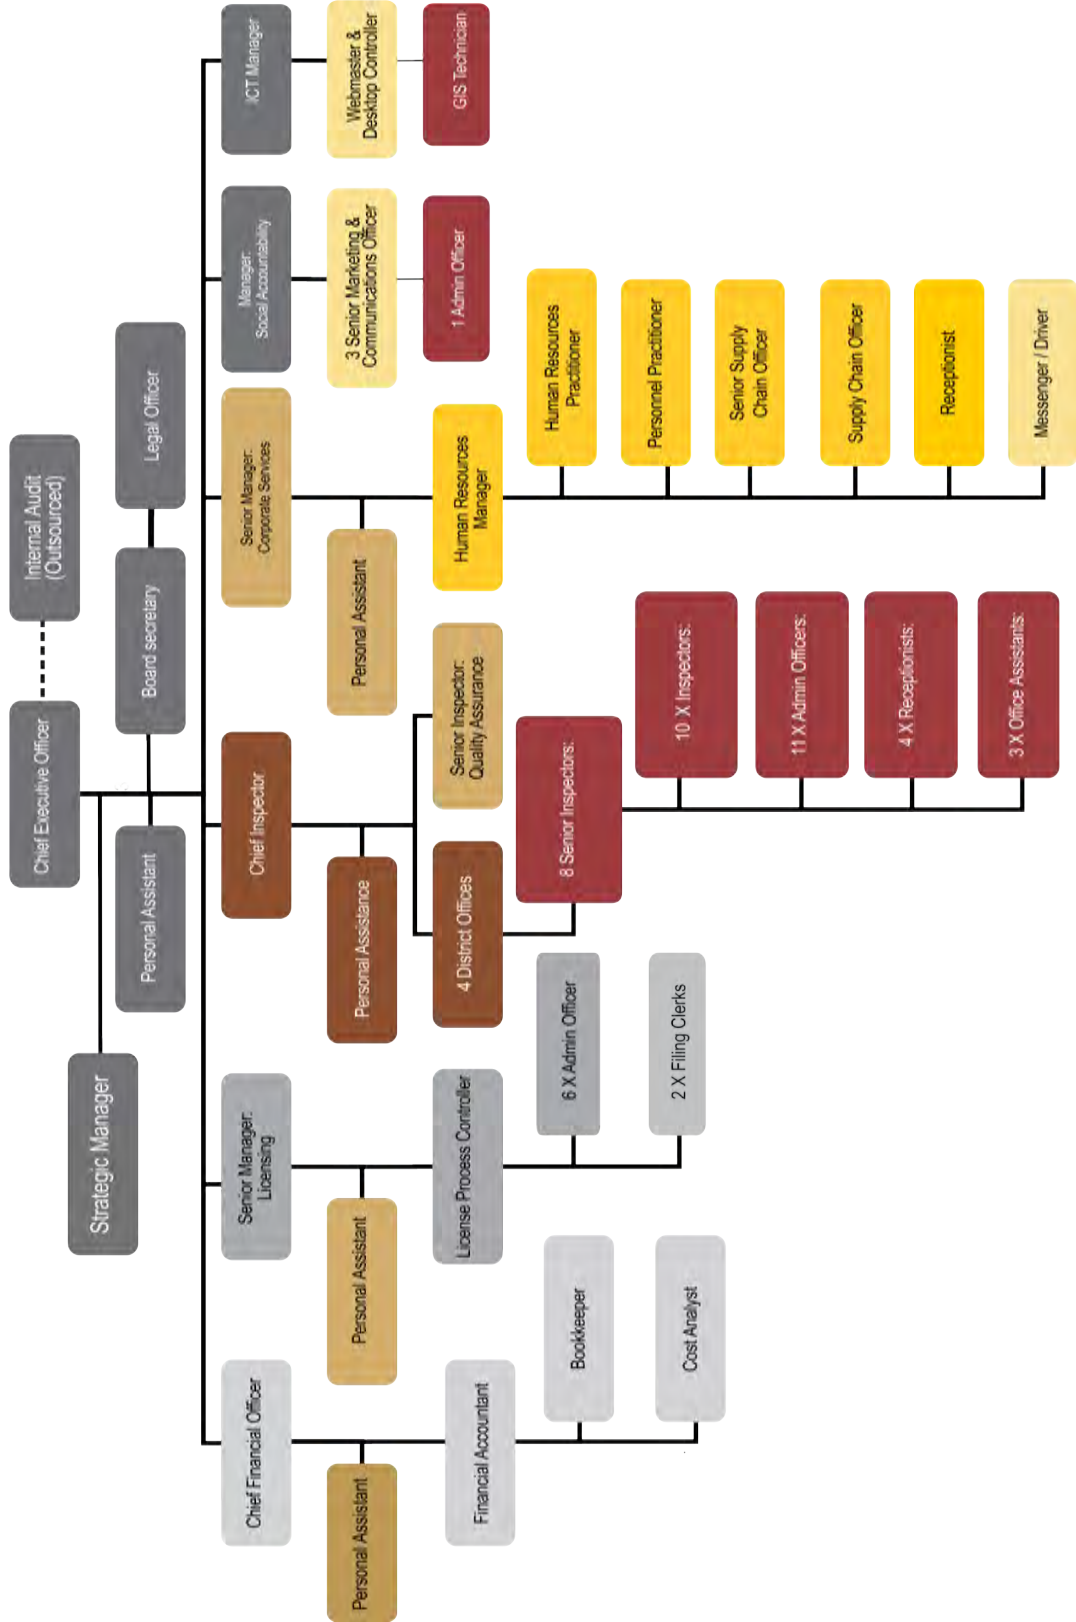 Chief Executive Officer
Internal Audit
(Outsourced)
Strategic Manager
Personal Assistant
Board secretary
Legal Officer
Chief Financial Officer
Senior Manager:
Licensing
Chief Inspector
Senior Manager:
Corporate Services
Manager:
Social Accountability
ICT Manager
Personal Assistant
Personal Assistant
Personal Assistance
Personal Assistant
3 Senior Marketing &
Communications Officer
Webmaster &
Desktop Controller
Financial Accountant
License Process Controller
4 District Offices
Senior Inspector:
Quality Assurance
Human Resources
Manager
1 Admin Officer
GIS Technician
Bookkeeper
Cost Analyst
6 X Admin Officer
2 X Filing Clerks
8 Senior Inspectors:
10 X Inspectors:
11 X Admin Officers:
4 X Receptionists:
3 X Office Assistants:
Human Resources
Practitioner
Personnel Practitioner
Senior Supply
Chain Officer
Supply Chain Officer
Receptionist
Messenger / Driver